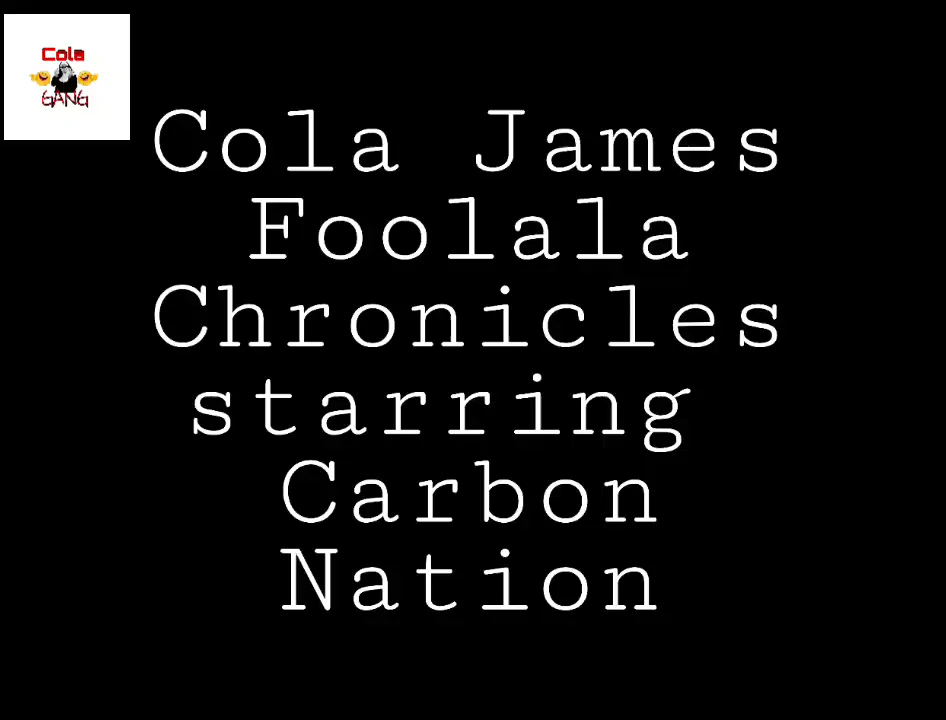 Cola
GANG
Cola James
Foolala
Chronicles
starring
Carbon
Nation